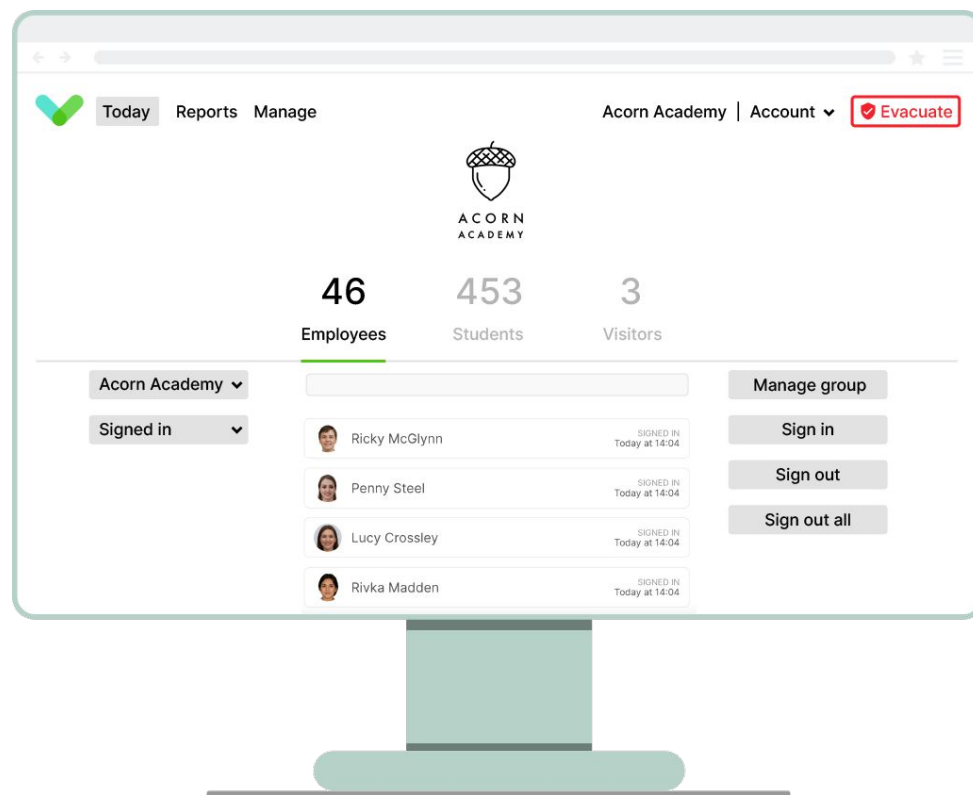 Today Reports Manage Acorn Academy | Account Evacuate
ACORN
ACADEMY
46 453 3
Employees Students Visitors
Acorn Academy
Signed in
Ricky McGlynn SIGNED IN
Today at 14:04
Penny Steel SIGNED IN
Today at 14:04
Lucy Crossley SIGNED IN
Today at 14:04
Rivka Madden SIGNED IN
Today at 14:04
Manage group
Sign in
Sign out
Sign out all